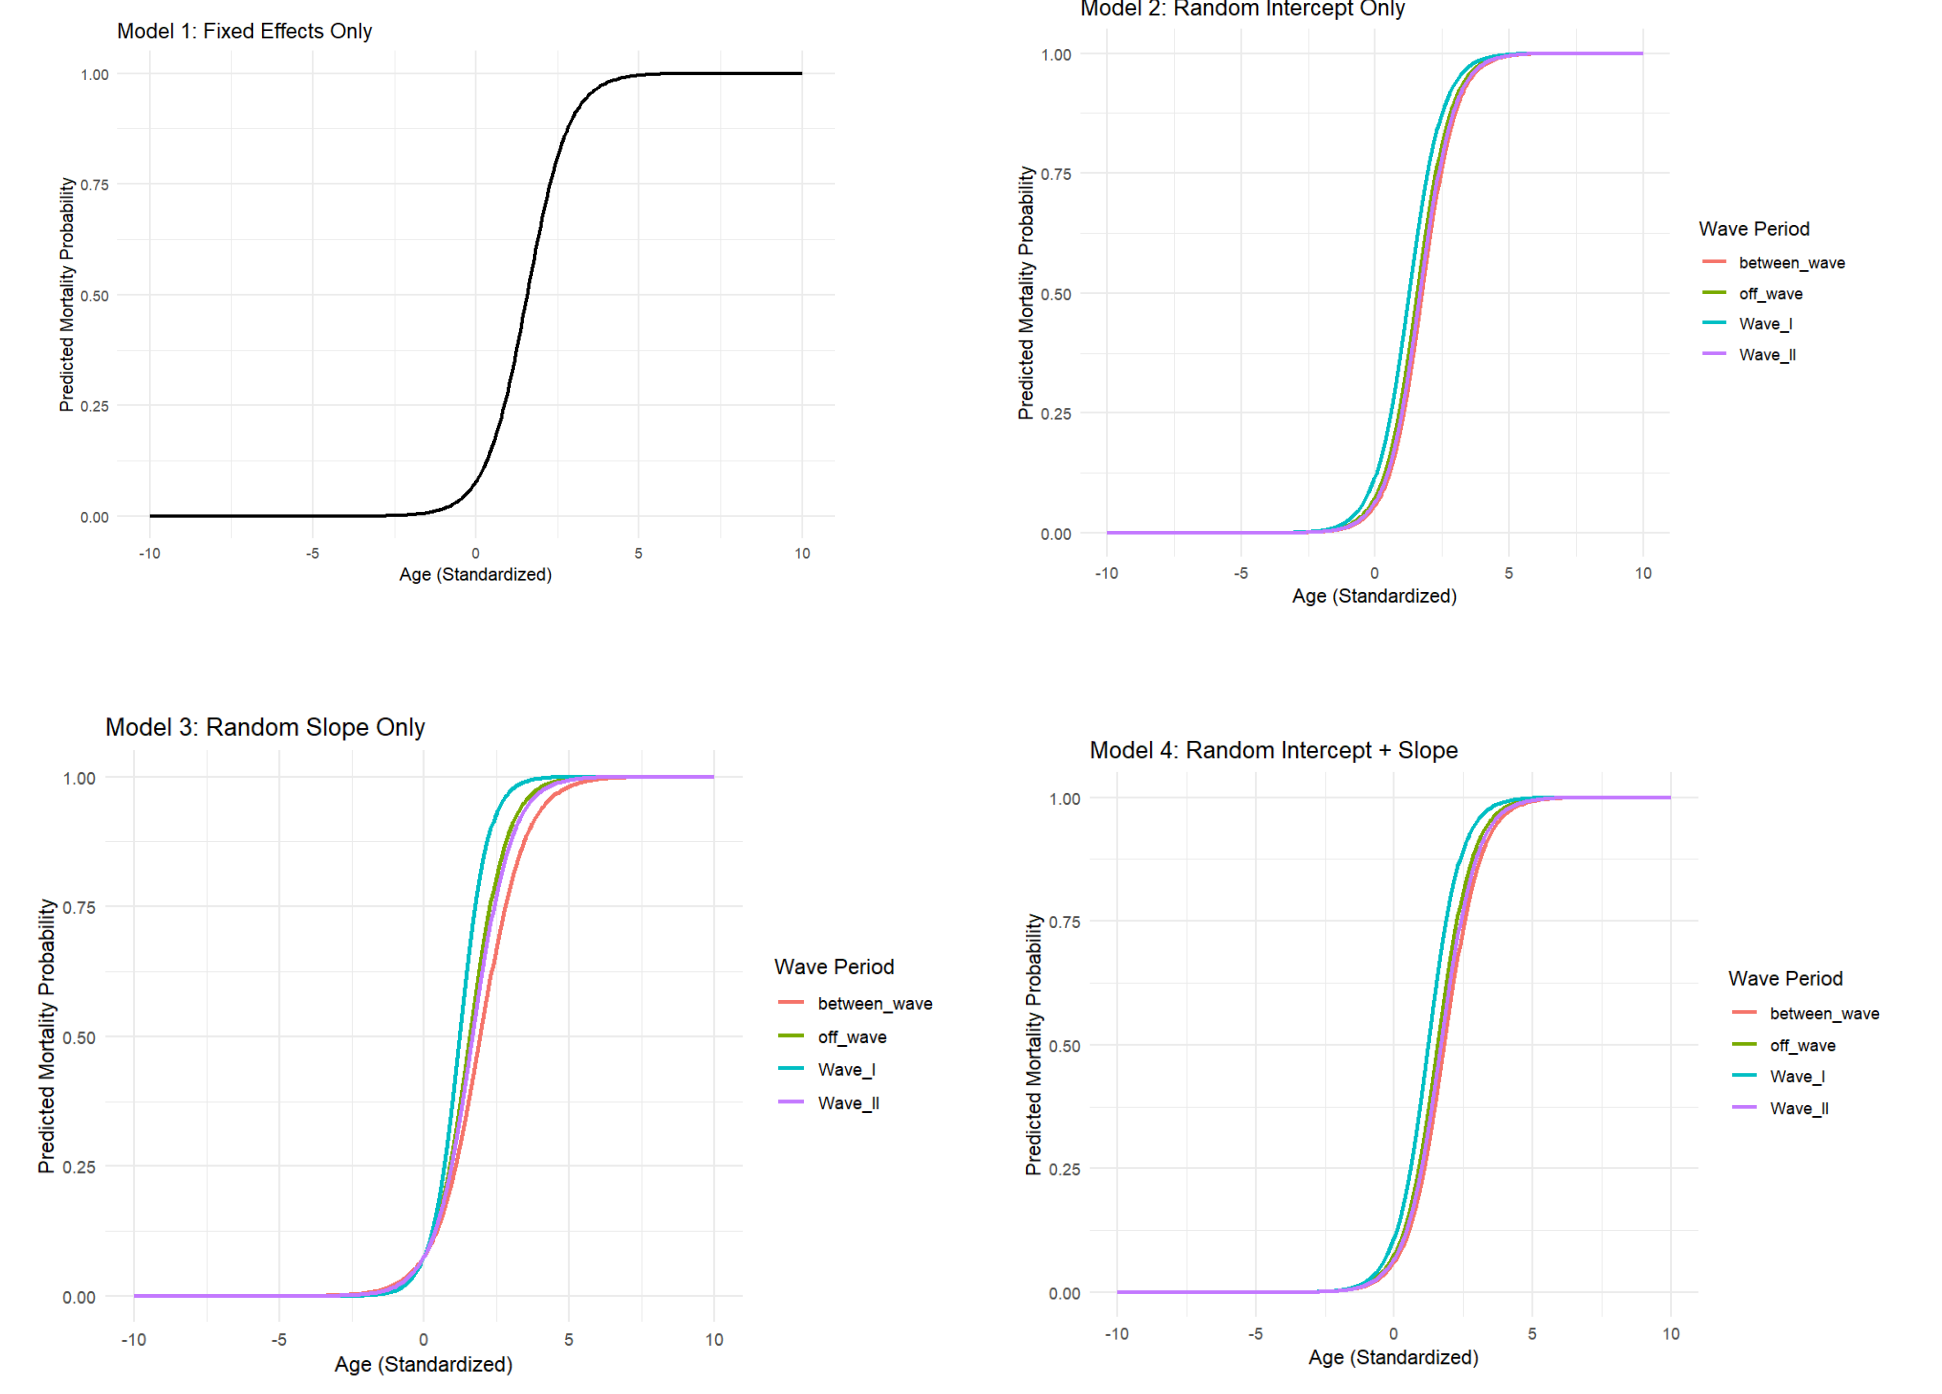 Model 1: Fixed Effects Only
Predicted Mortality Probability
1.00
0.75
0.50
0.25
0.00
-10
-5
0
5
10
Age (Standardized)
Model 2: Random Intercept Only
Predicted Mortality Probability
1.00
0.75
0.50
0.25
0.00
-10
-5
0
5
10
Age (Standardized)
Wave Period
between_wave
off_wave
Wave_I
Wave_II
Model 3: Random Slope Only
Predicted Mortality Probability
1.00
0.75
0.50
0.25
0.00
-10
-5
0
5
10
Age (Standardized)
Wave Period
between_wave
off_wave
Wave_I
Wave_II
Model 4: Random Intercept + Slope
Predicted Mortality Probability
1.00
0.75
0.50
0.25
0.00
-10
-5
0
5
10
Age (Standardized)
Wave Period
between_wave
off_wave
Wave_I
Wave_II